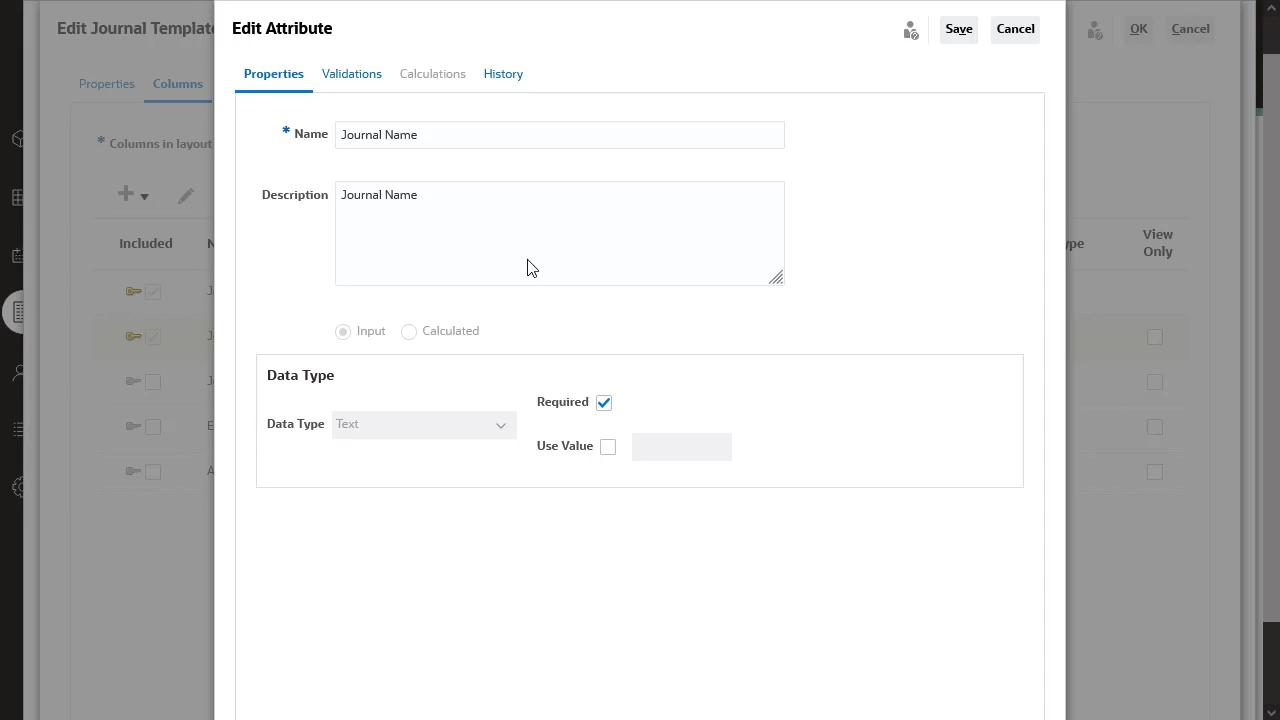 Edit Journal Templat
Edit Attribute
Save
Cancel
OK
Cancel
Properties
Columns
Properties
Validations
Calculations
History
* Columns in layout
* Name
Journal Name
Description
Journal Name
Included
N
ype
View
Only
Input
Calculated
Data Type
Required
Data Type
Text
Use Value
J
J
J
E
A